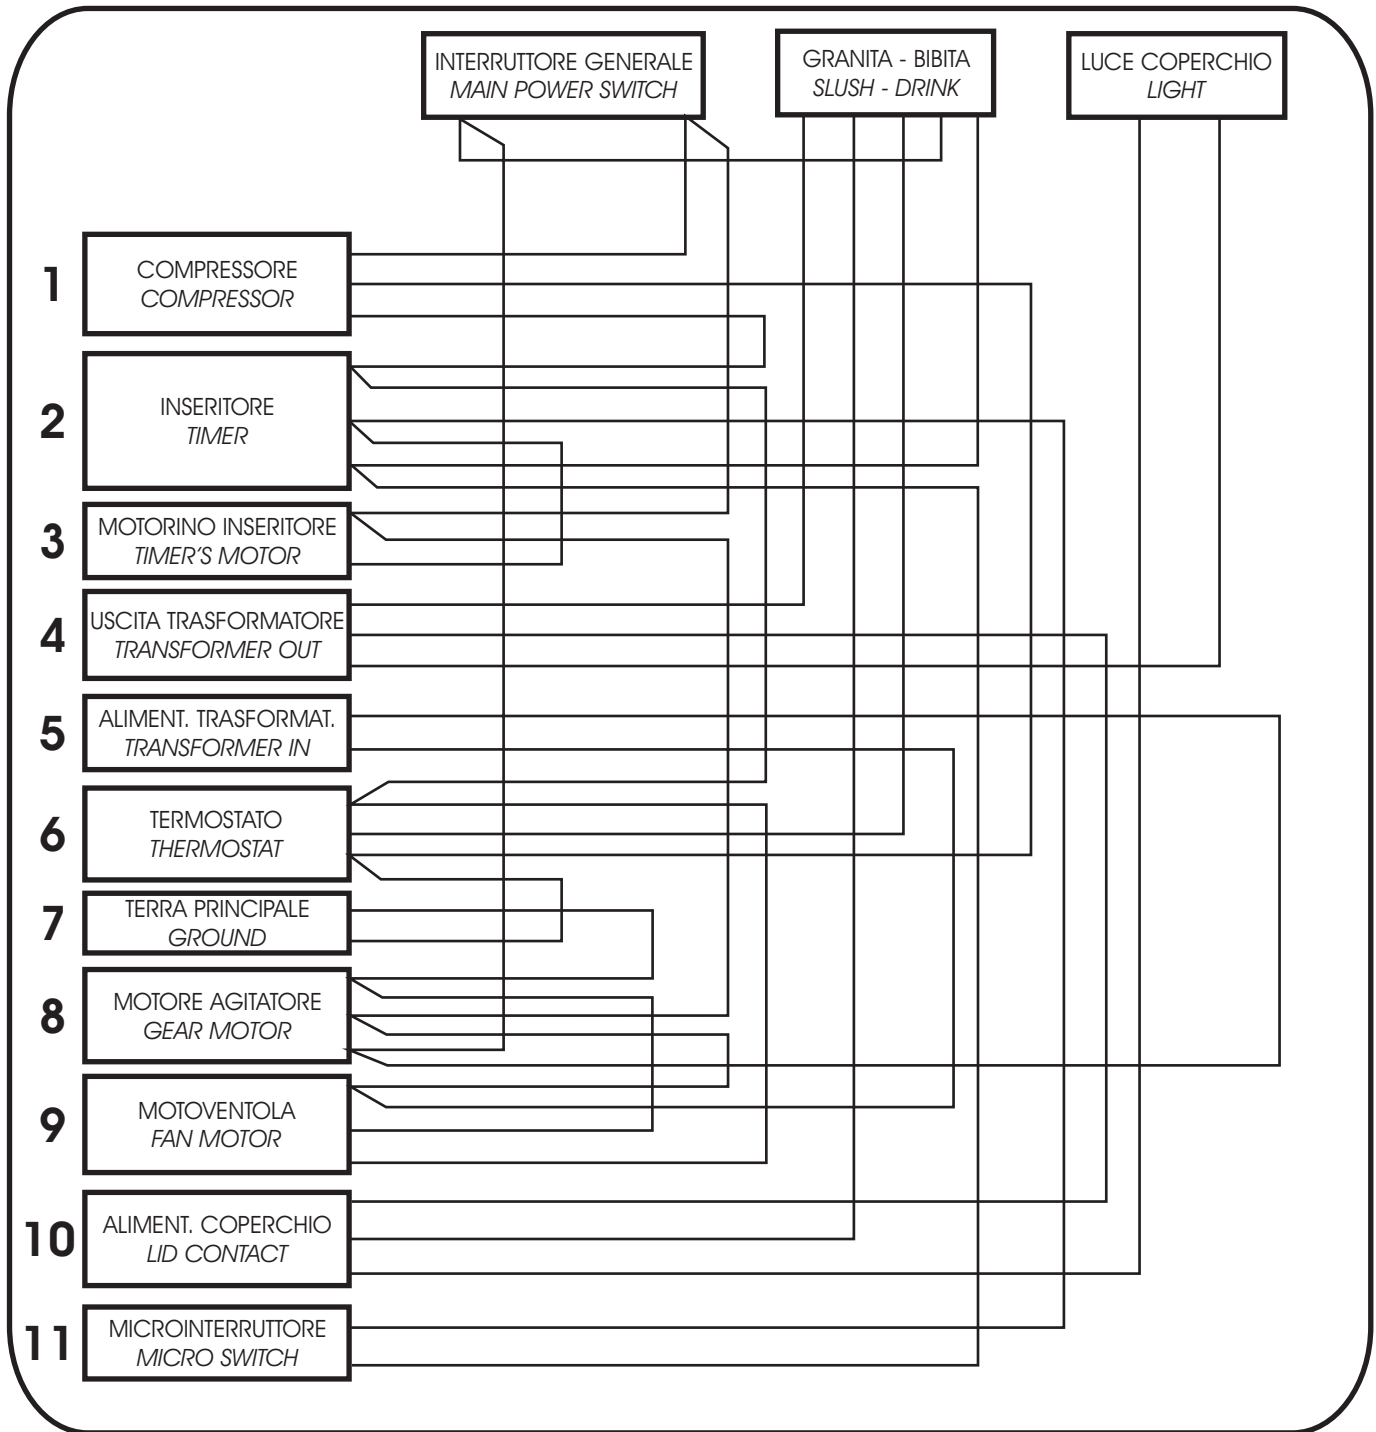 INTERRUTTORE GENERALE
MAIN POWER SWITCH
GRANITA - BIBITA
SLUSH - DRINK
LUCE COPERCHIO
LIGHT
1
COMPRESSORE
COMPRESSOR
2
INSERITORE
TIMER
3
MOTORINO INSERITORE
TIMER'S MOTOR
4
USCITA TRASFORMATORE
TRANSFORMER OUT
5
ALIMENT. TRASFORMAT.
TRANSFORMER IN
6
TERMOSTATO
THERMOSTAT
7
TERRA PRINCIPALE
GROUND
8
MOTORE AGITATORE
GEAR MOTOR
9
MOTOVENTOLA
FAN MOTOR
10
ALIMENT. COPERCHIO
LID CONTACT
11
MICROINTERRUTTORE
MICRO SWITCH